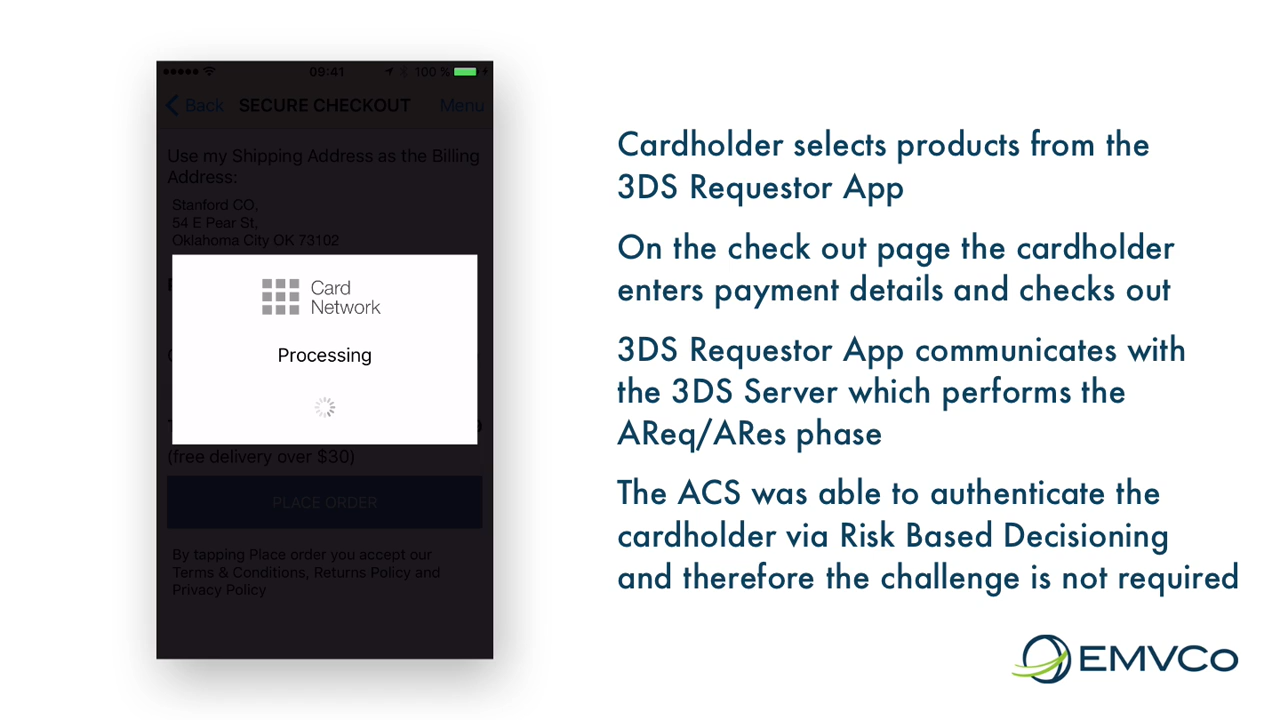 09:41
100 %
Back
SECURE CHECKOUT
Menu
Use my Shipping Address as the Billing
Address:
Stanford CO,
54 E Pear St,
Oklahoma City OK 73102
Card
Network
Processing
(free delivery over $30)
PLACE ORDER
By tapping Place order you accept our
Terms & Conditions, Returns Policy and
Privacy Policy
Cardholder selects products from the
3DS Requestor App
On the check out page the cardholder
enters payment details and checks out
3DS Requestor App communicates with
the 3DS Server which performs the
AReq/ARes phase
The ACS was able to authenticate the
cardholder via Risk Based Decisioning
and therefore the challenge is not required
EMVCo